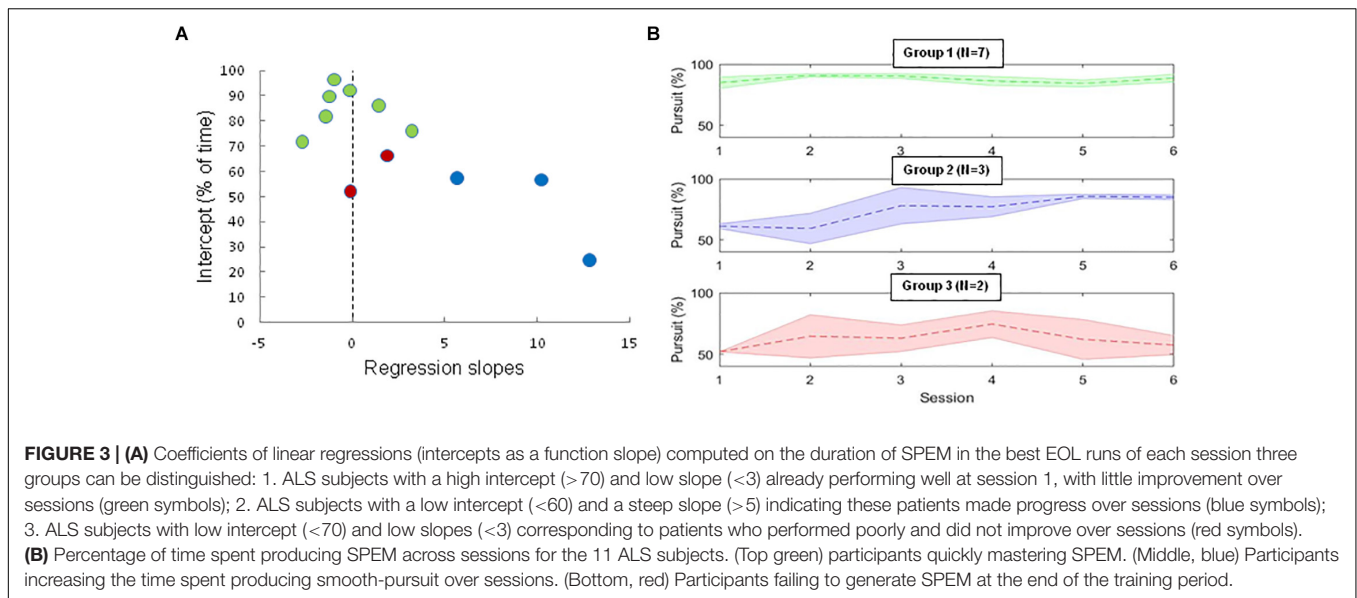 A
Intercept (% of time)
100
90
80
70
60
50
40
30
20
10
0
-5
0
5
10
15
Regression slopes
B
Group 1 (N=7)
Pursuit (%)
100
50
1
2
3
4
5
6
Group 2 (N=3)
Pursuit (%)
100
50
1
2
3
4
5
6
Group 3 (N=2)
Pursuit (%)
100
50
1
2
3
4
5
6
Session
FIGURE 3 | (A) Coefficients of linear regressions (intercepts as a function slope) computed on the duration of SPEM in the best EOL runs of each session three
groups can be distinguished: 1. ALS subjects with a high intercept (>70) and low slope (<3) already performing well at session 1, with little improvement over
sessions (green symbols); 2. ALS subjects with a low intercept (<60) and a steep slope (>5) indicating these patients made progress over sessions (blue symbols);
3. ALS subjects with low intercept (<70) and low slopes (<3) corresponding to patients who performed poorly and did not improve over sessions (red symbols).
(B) Percentage of time spent producing SPEM across sessions for the 11 ALS subjects. (Top green) participants quickly mastering SPEM. (Middle, blue) Participants
increasing the time spent producing smooth-pursuit over sessions. (Bottom, red) Participants failing to generate SPEM at the end of the training period.